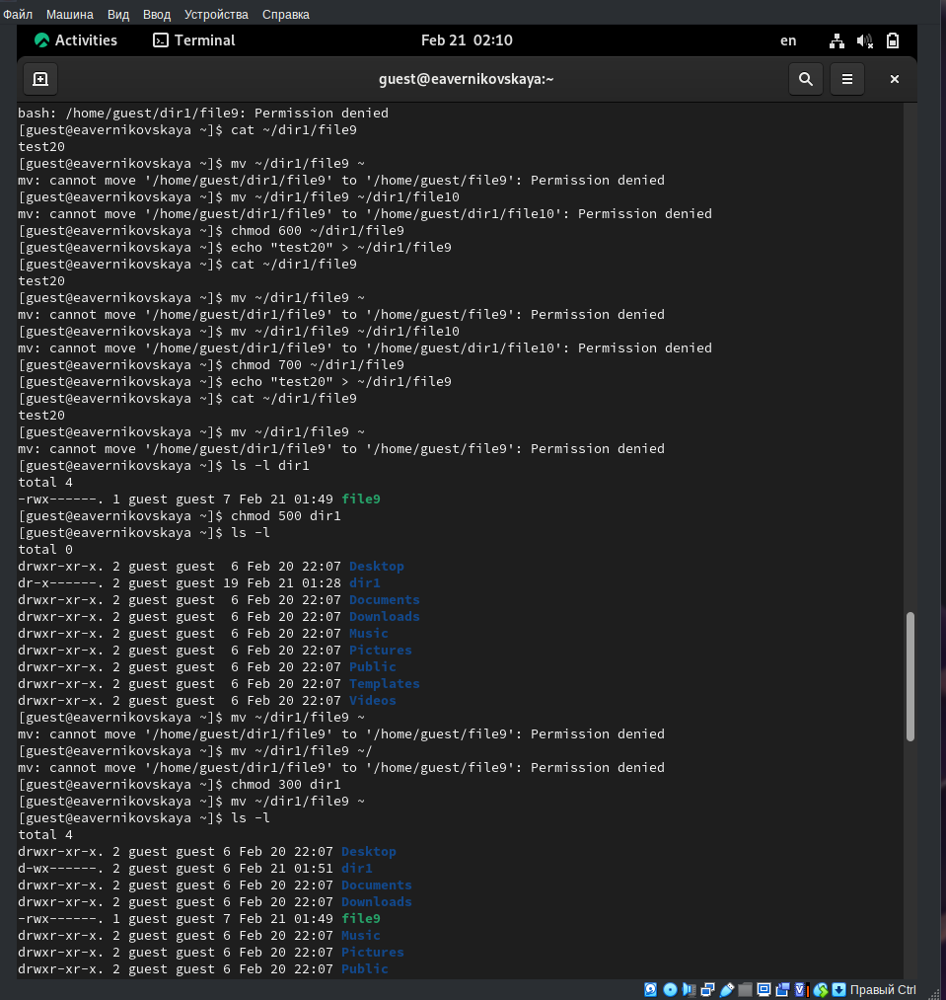 Файл Машина Вид Ввод Устройства Справка
Activities Terminal Feb 21 02:10 en
guest@eavernikovskaya:~
bash: /home/guest/dir1/file9: Permission denied
[guest@eavernikovskaya ~]$ cat ~/dir1/file9
test20
[guest@eavernikovskaya ~]$ mv ~/dir1/file9 ~
mv: cannot move '/home/guest/dir1/file9' to '/home/guest/file9': Permission denied
[guest@eavernikovskaya ~]$ mv ~/dir1/file9 ~/dir1/file10
mv: cannot move '/home/guest/dir1/file9' to '/home/guest/dir1/file10': Permission denied
[guest@eavernikovskaya ~]$ chmod 600 ~/dir1/file9
[guest@eavernikovskaya ~]$ echo "test20" > ~/dir1/file9
[guest@eavernikovskaya ~]$ cat ~/dir1/file9
test20
[guest@eavernikovskaya ~]$ mv ~/dir1/file9 ~
mv: cannot move '/home/guest/dir1/file9' to '/home/guest/file9': Permission denied
[guest@eavernikovskaya ~]$ mv ~/dir1/file9 ~/dir1/file10
mv: cannot move '/home/guest/dir1/file9' to '/home/guest/dir1/file10': Permission denied
[guest@eavernikovskaya ~]$ chmod 700 ~/dir1/file9
[guest@eavernikovskaya ~]$ echo "test20" > ~/dir1/file9
[guest@eavernikovskaya ~]$ cat ~/dir1/file9
test20
[guest@eavernikovskaya ~]$ mv ~/dir1/file9 ~
mv: cannot move '/home/guest/dir1/file9' to '/home/guest/file9': Permission denied
[guest@eavernikovskaya ~]$ ls -l dir1
total 4
-rwx------. 1 guest guest 7 Feb 21 01:49 file9
[guest@eavernikovskaya ~]$ chmod 500 dir1
[guest@eavernikovskaya ~]$ ls -l
total 0
drwxr-xr-x. 2 guest guest  6 Feb 20 22:07 Desktop
dr-x------. 2 guest guest 19 Feb 21 01:28 dir1
drwxr-xr-x. 2 guest guest  6 Feb 20 22:07 Documents
drwxr-xr-x. 2 guest guest  6 Feb 20 22:07 Downloads
drwxr-xr-x. 2 guest guest  6 Feb 20 22:07 Music
drwxr-xr-x. 2 guest guest  6 Feb 20 22:07 Pictures
drwxr-xr-x. 2 guest guest  6 Feb 20 22:07 Public
drwxr-xr-x. 2 guest guest  6 Feb 20 22:07 Templates
drwxr-xr-x. 2 guest guest  6 Feb 20 22:07 Videos
[guest@eavernikovskaya ~]$ mv ~/dir1/file9 ~
mv: cannot move '/home/guest/dir1/file9' to '/home/guest/file9': Permission denied
[guest@eavernikovskaya ~]$ mv ~/dir1/file9 ~/
mv: cannot move '/home/guest/dir1/file9' to '/home/guest/file9': Permission denied
[guest@eavernikovskaya ~]$ chmod 300 dir1
[guest@eavernikovskaya ~]$ mv ~/dir1/file9 ~
[guest@eavernikovskaya ~]$ ls -l
total 4
drwxr-xr-x. 2 guest guest 6 Feb 20 22:07 Desktop
d-wx------. 2 guest guest 6 Feb 21 01:51 dir1
drwxr-xr-x. 2 guest guest 6 Feb 20 22:07 Documents
drwxr-xr-x. 2 guest guest 6 Feb 20 22:07 Downloads
-rwx------. 1 guest guest 7 Feb 21 01:49 file9
drwxr-xr-x. 2 guest guest 6 Feb 20 22:07 Music
drwxr-xr-x. 2 guest guest 6 Feb 20 22:07 Pictures
drwxr-xr-x. 2 guest guest 6 Feb 20 22:07 Public
Правый Ctrl